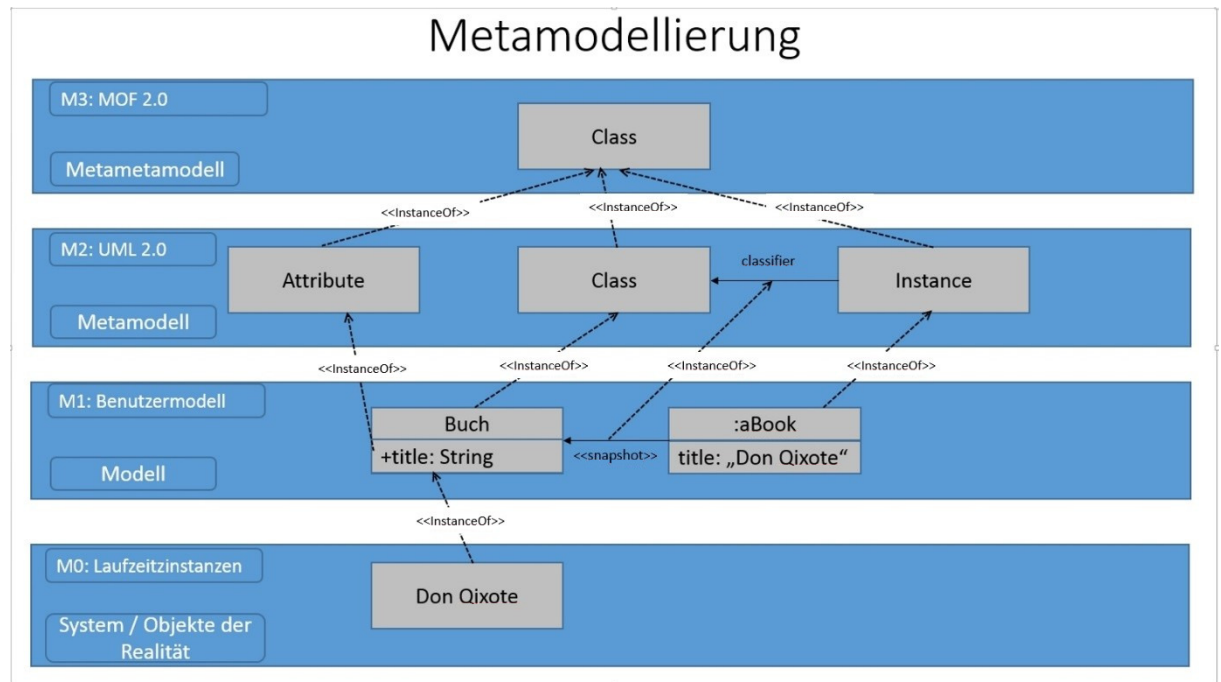 Metamodellierung
M3: MOF 2.0
Class
Metametamodell
<<InstanceOf>>
<<InstanceOf>>
<<InstanceOf>>
M2: UML 2.0
Attribute
Class
classifier
Instance
Metamodell
<<InstanceOf>>
<<InstanceOf>>
<<InstanceOf>>
<<InstanceOf>>
M1: Benutzermodell
Buch
+title: String
<<snapshot>>
:aBook
title: „Don Qixote“
Modell
<<InstanceOf>>
M0: Laufzeitzinstanzen
Don Qixote
System / Objekte der
Realität